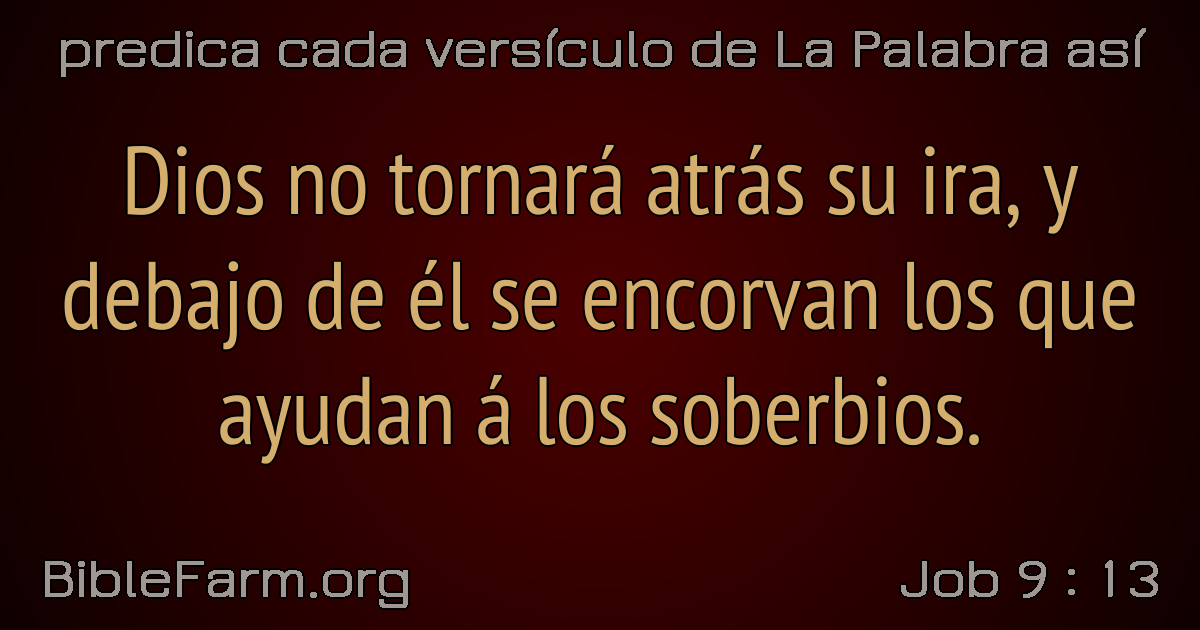 predica cada versículo de La Palabra así
Dios no tornará atrás su ira, y
debajo de él se encorvan los que
ayudan á los soberbios.
BibleFarm.org
Job 9 : 13